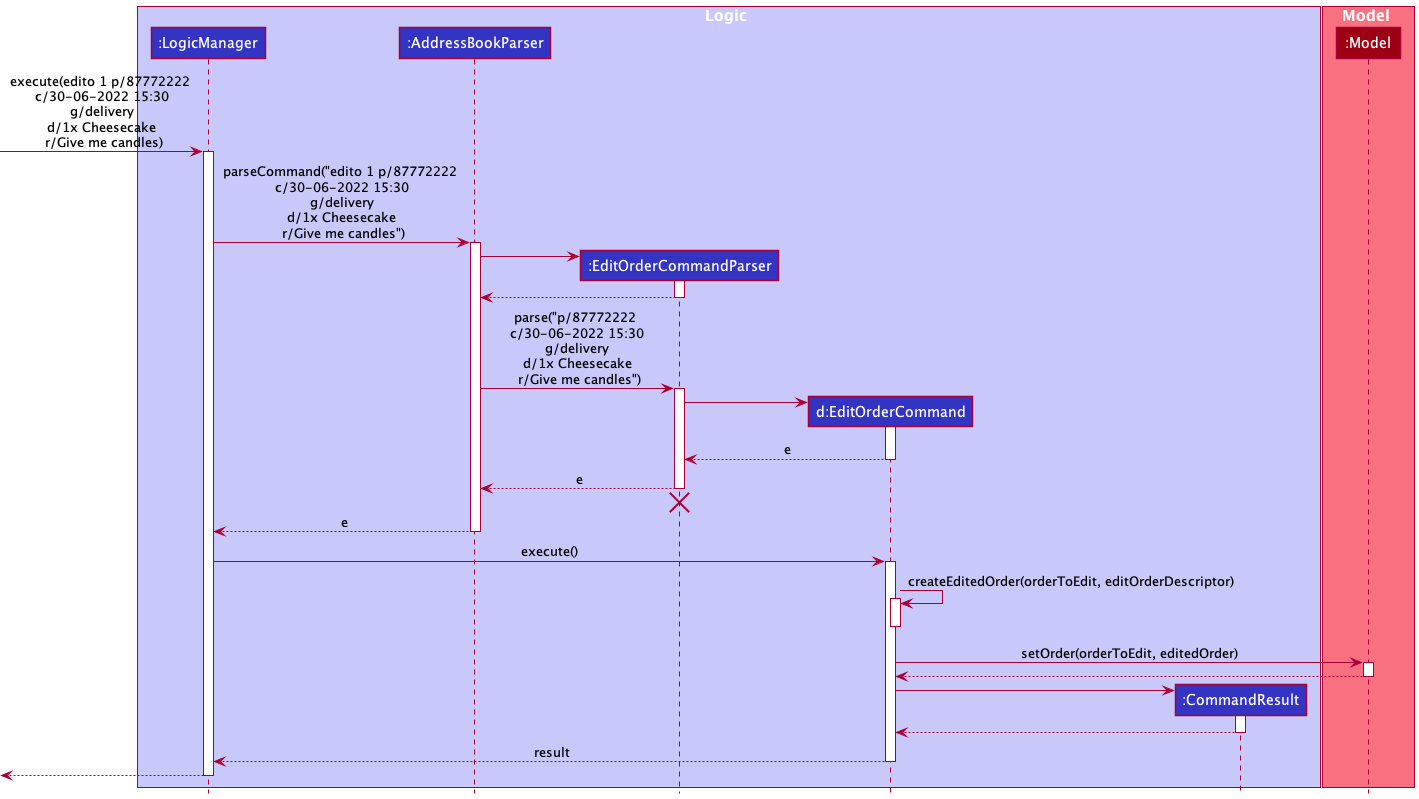 Logic
Model
:LogicManager
:AddressBookParser
:Model
execute(edito 1 p/87772222
c/30-06-2022 15:30
g/delivery
d/1x Cheesecake
r/Give me candles)
parseCommand("edito 1 p/87772222
c/30-06-2022 15:30
g/delivery
d/1x Cheesecake
r/Give me candles")
:EditOrderCommandParser
parse("p/87772222
c/30-06-2022 15:30
g/delivery
d/1x Cheesecake
r/Give me candles")
d:EditOrderCommand
e
e
e
execute()
createEditedOrder(orderToEdit, editOrderDescriptor)
setOrder(orderToEdit, editedOrder)
:CommandResult
result